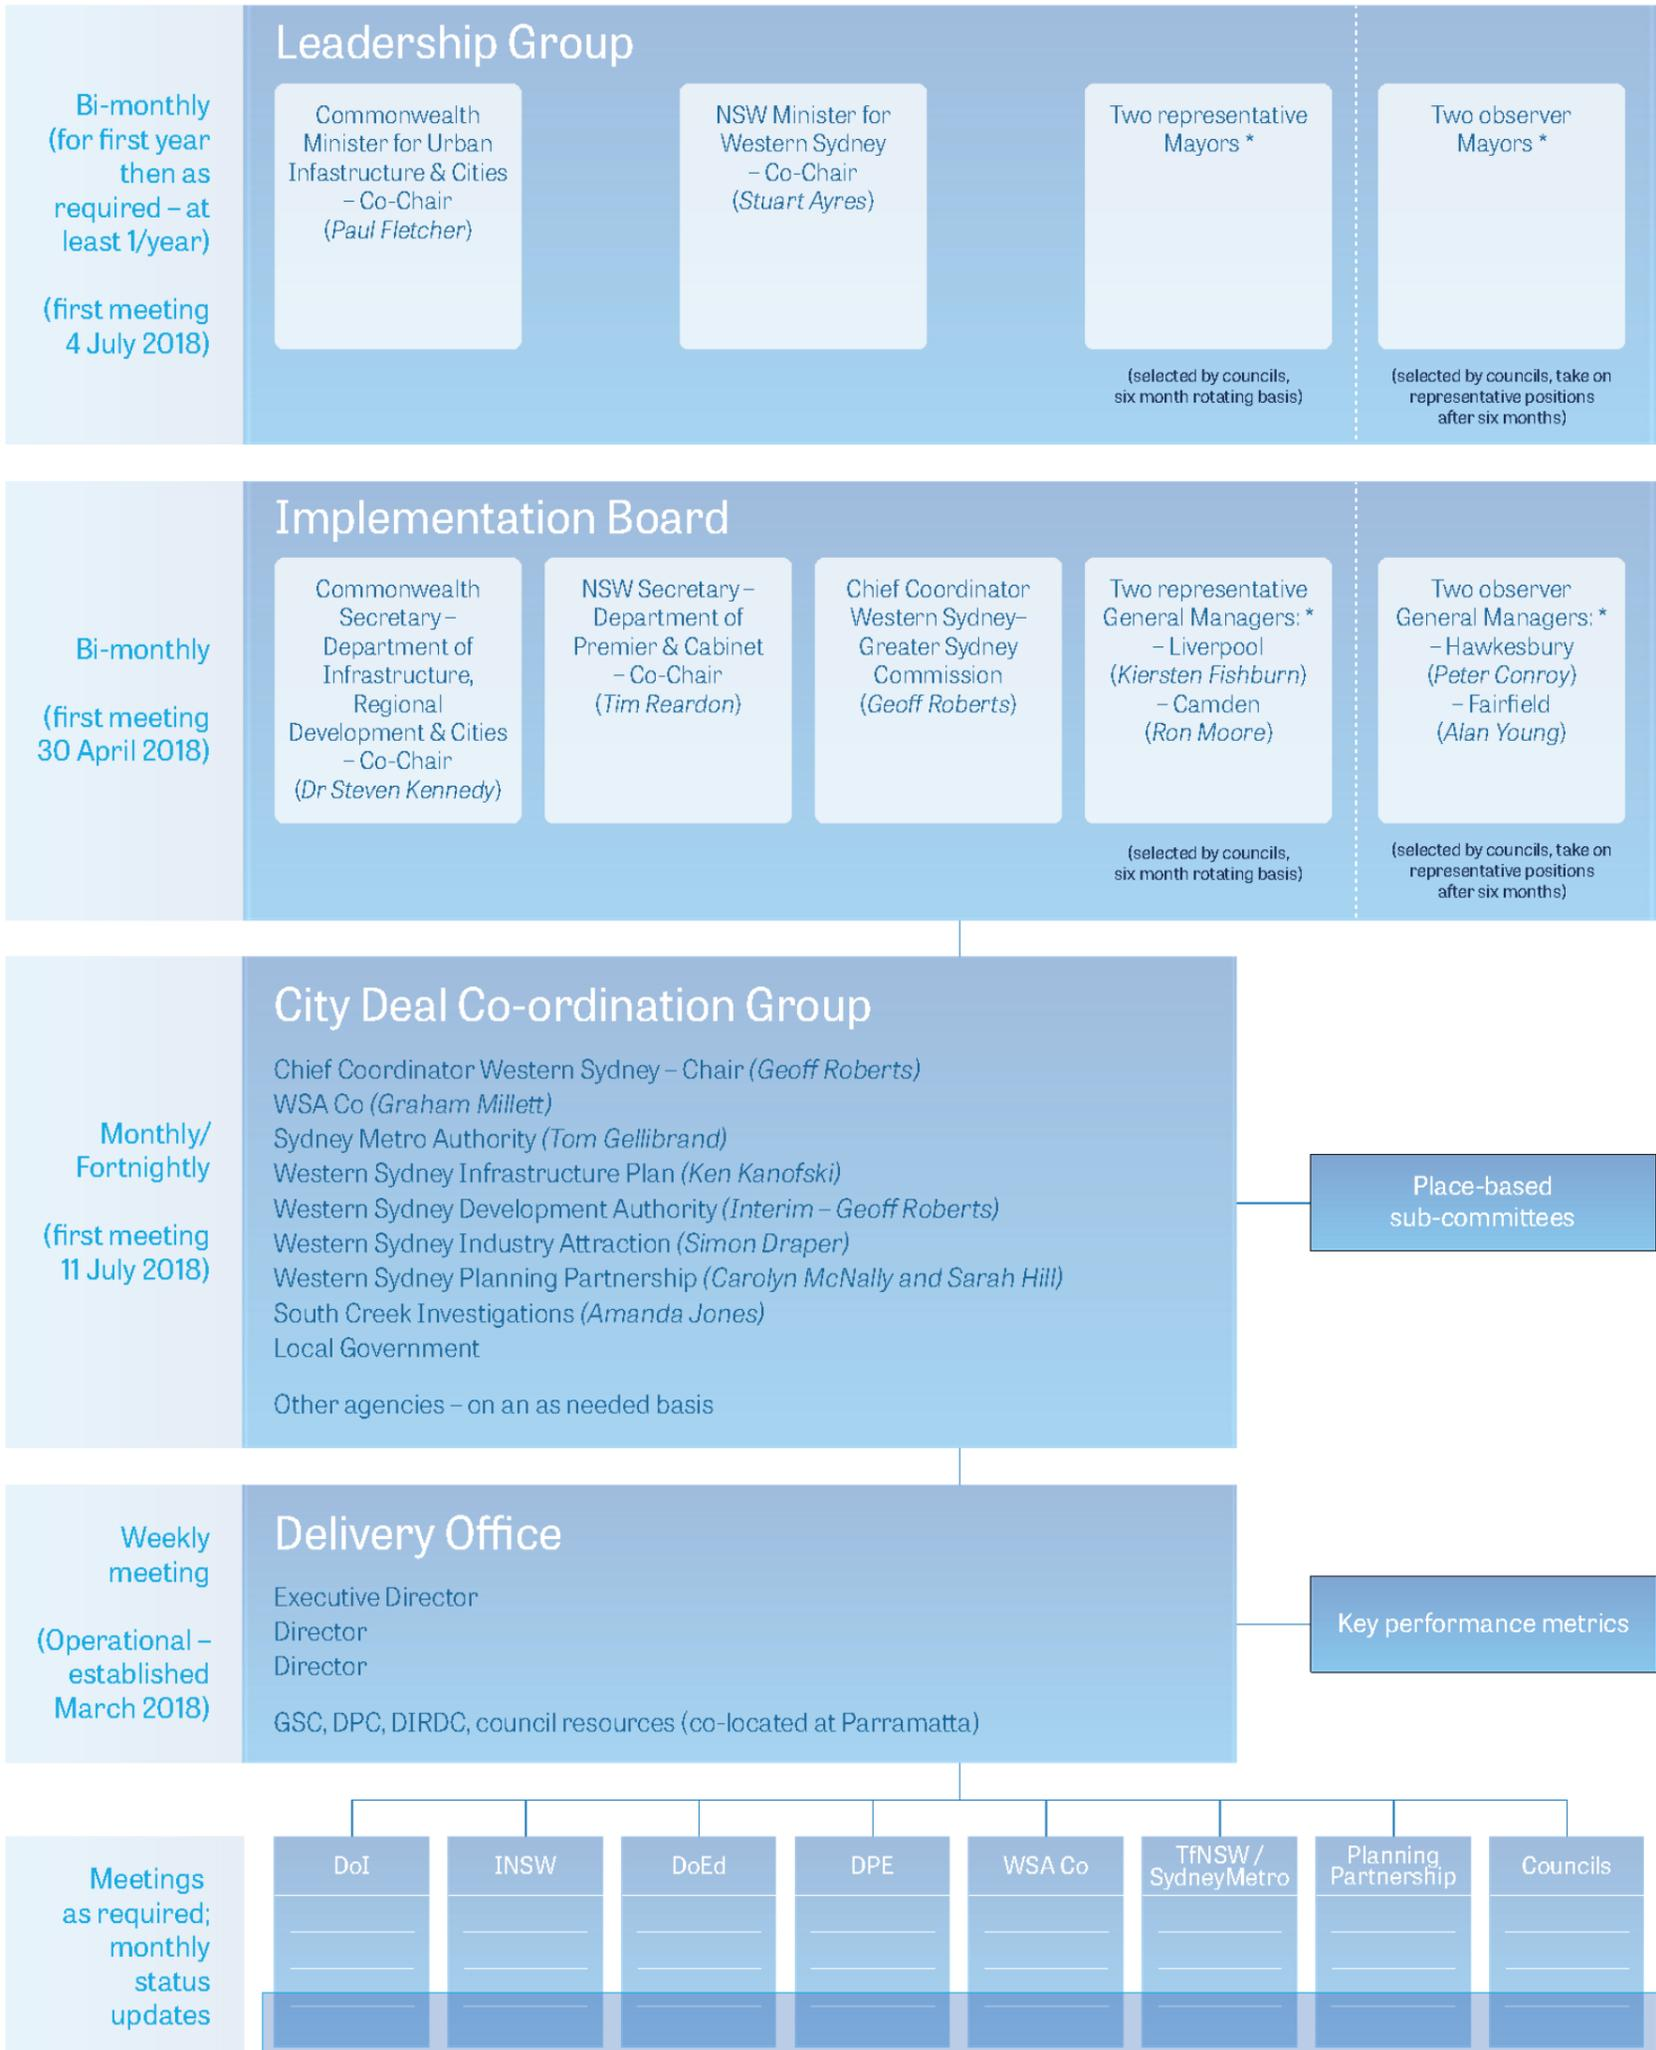 Leadership Group
Bi-monthly
(for first year
then as
required – at
least 1/year)
(first meeting
4 July 2018)
Commonwealth
Minister for Urban
Infastructure & Cities
– Co-Chair
(Paul Fletcher)
NSW Minister for
Western Sydney
– Co-Chair
(Stuart Ayres)
Two representative
Mayors *
(selected by councils,
six month rotating basis)
Two observer
Mayors *
(selected by councils, take on
representative positions
after six months)
Implementation Board
Bi-monthly
(first meeting
30 April 2018)
Commonwealth
Secretary –
Department of
Infrastructure,
Regional
Development & Cities
– Co-Chair
(Dr Steven Kennedy)
NSW Secretary –
Department of
Premier & Cabinet
– Co-Chair
(Tim Reardon)
Chief Coordinator
Western Sydney–
Greater Sydney
Commission
(Geoff Roberts)
Two representative
General Managers: *
– Liverpool
(Kiersten Fishburn)
– Camden
(Ron Moore)
(selected by councils,
six month rotating basis)
Two observer
General Managers: *
– Hawkesbury
(Peter Conroy)
– Fairfield
(Alan Young)
(selected by councils, take on
representative positions
after six months)
City Deal Co-ordination Group
Monthly/
Fortnightly
(first meeting
11 July 2018)
Chief Coordinator Western Sydney – Chair (Geoff Roberts)
WSA Co (Graham Millett)
Sydney Metro Authority (Tom Gellibrand)
Western Sydney Infrastructure Plan (Ken Kanofski)
Western Sydney Development Authority (Interim – Geoff Roberts)
Western Sydney Industry Attraction (Simon Draper)
Western Sydney Planning Partnership (Carolyn McNally and Sarah Hill)
South Creek Investigations (Amanda Jones)
Local Government
Other agencies – on an as needed basis
Place-based
sub-committees
Delivery Office
Weekly
meeting
(Operational –
established
March 2018)
Executive Director
Director
Director
GSC, DPC, DIRDC, council resources (co-located at Parramatta)
Key performance metrics
Meetings
as required;
monthly
status
updates
DoI
INSW
DoEd
DPE
WSA Co
TfNSW /
SydneyMetro
Planning
Partnership
Councils